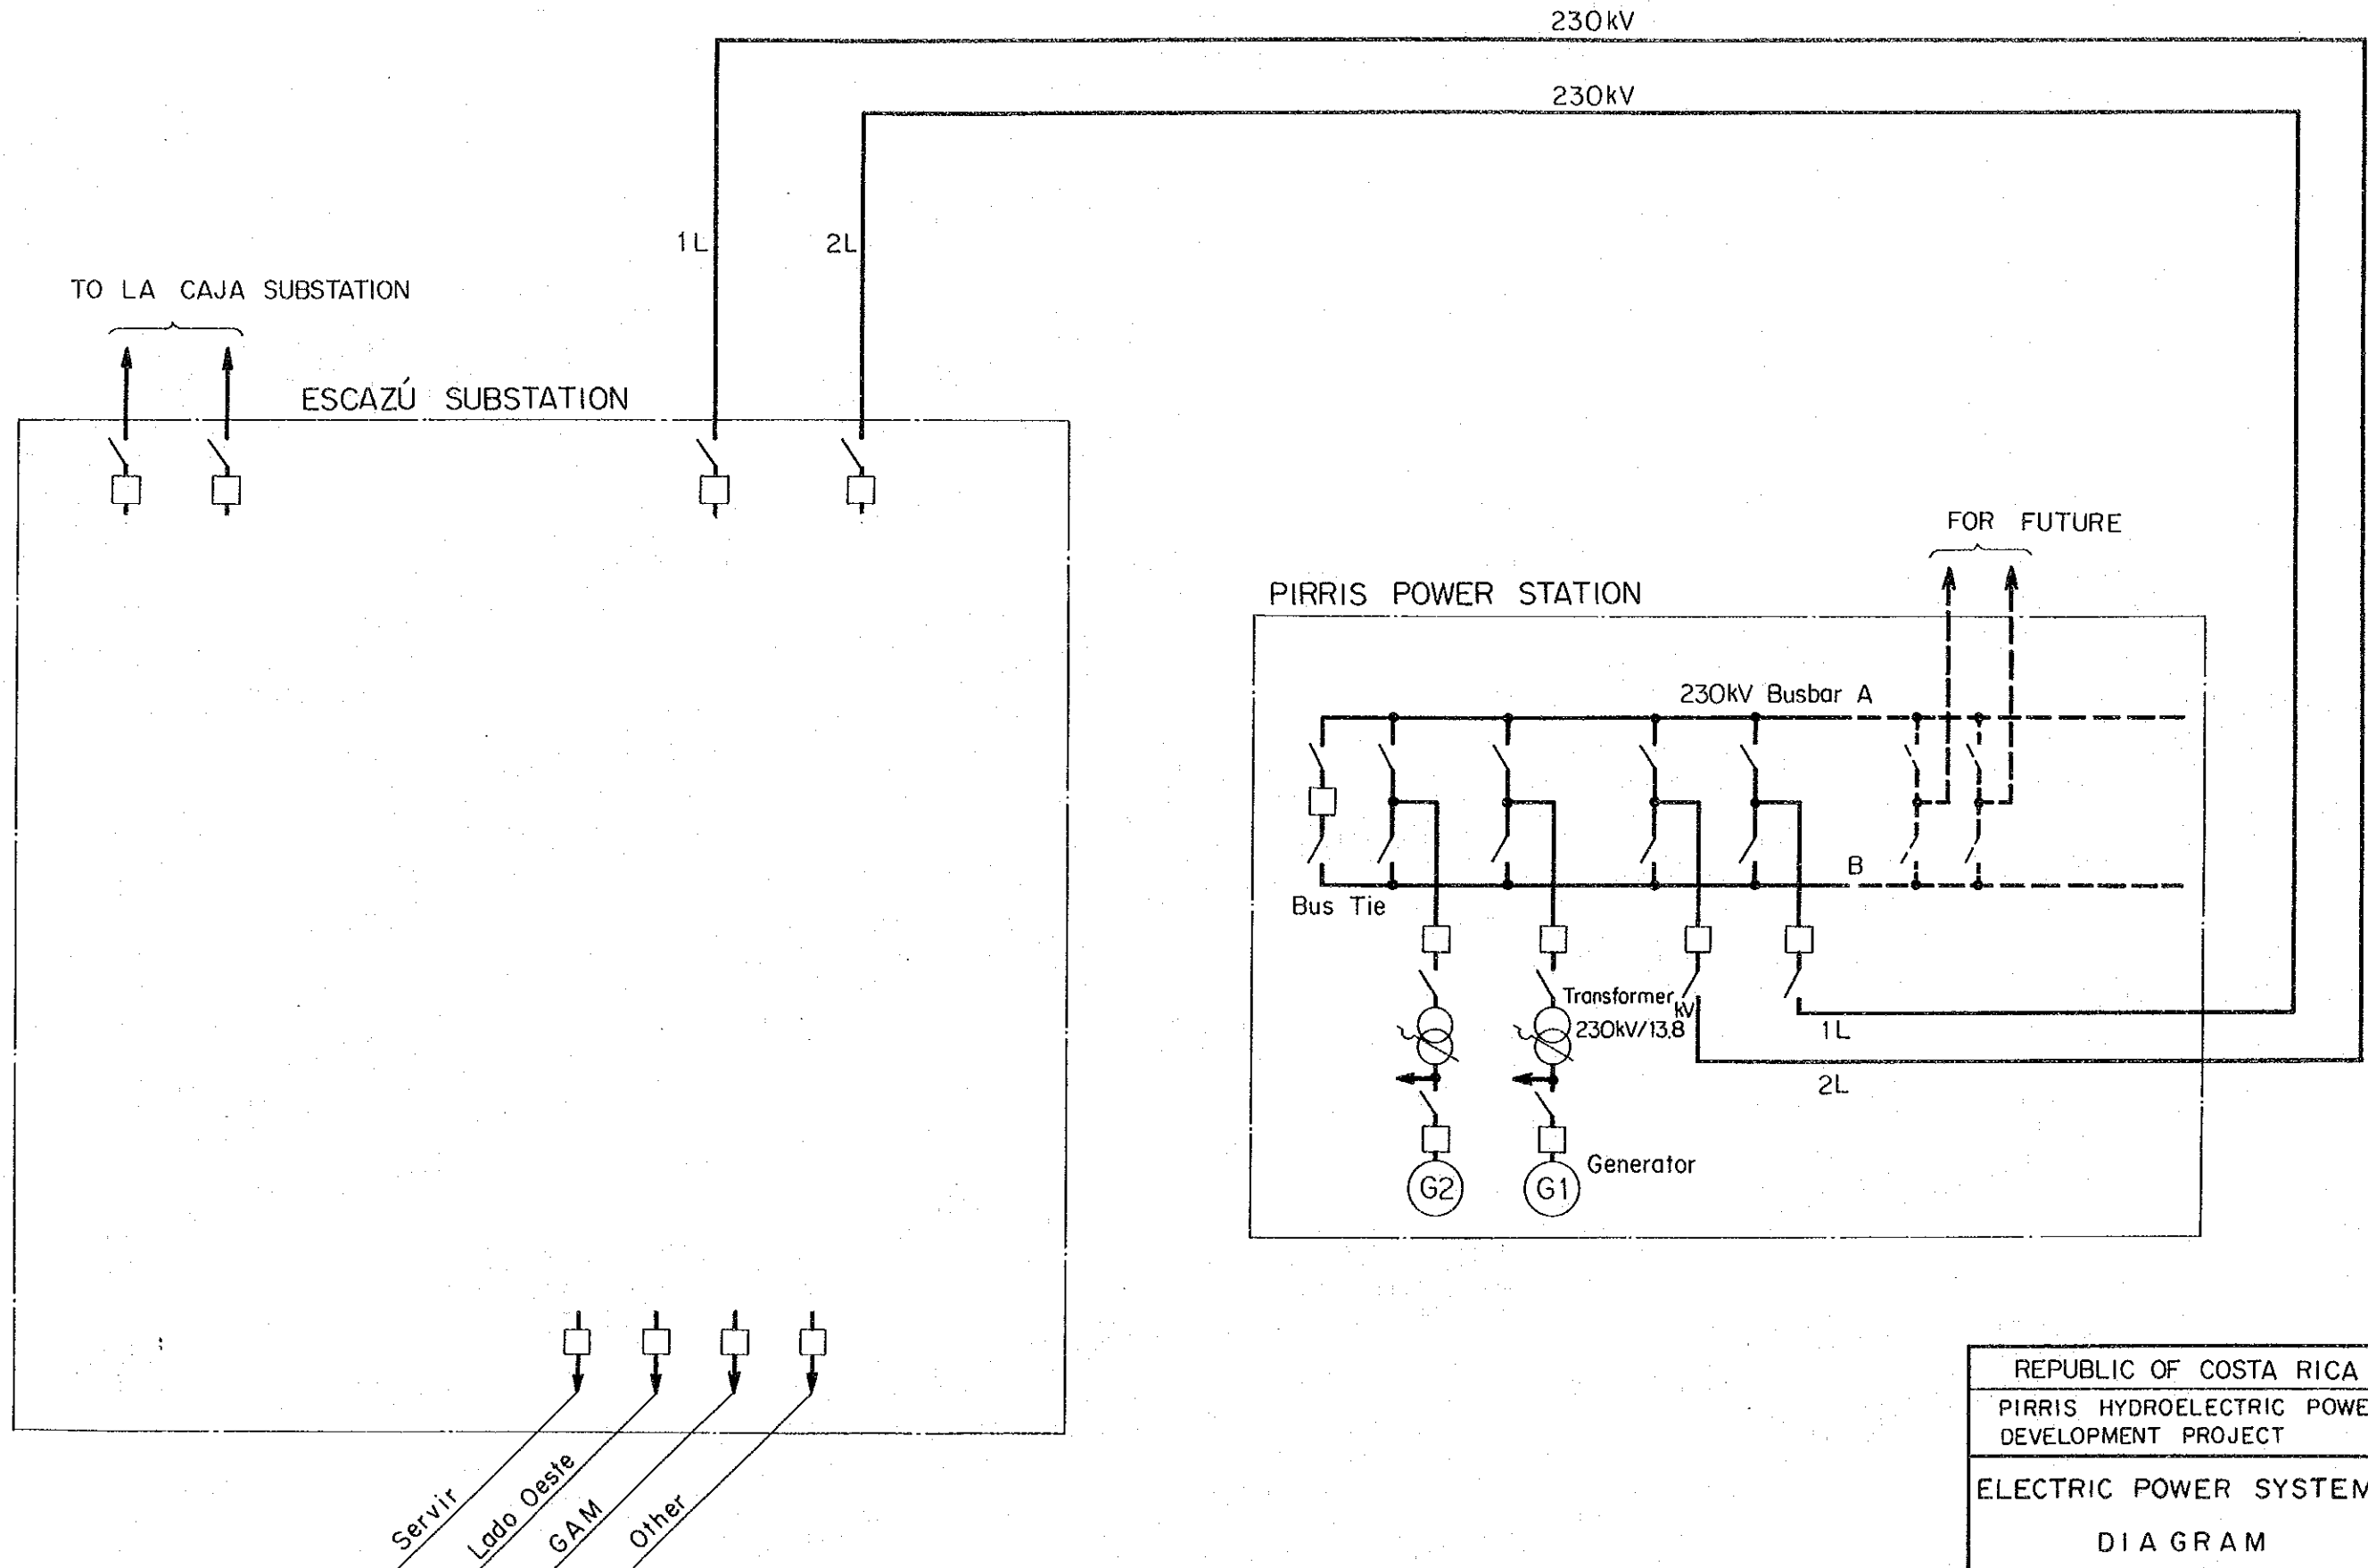 230kV
230kV
1L
2L
TO LA CAJA SUBSTATION
ESCAZÚ SUBSTATION
FOR FUTURE
PIRRIS POWER STATION
230kV Busbar A
B
Bus Tie
Transformer
kV
230kV/13.8
1L
2L
Generator
G2
G1
Servir
Lado Oeste
GAM
Other
REPUBLIC OF COSTA RICA
PIRRIS HYDROELECTRIC POWE
DEVELOPMENT PROJECT
ELECTRIC POWER SYSTEM
DIAGRAM